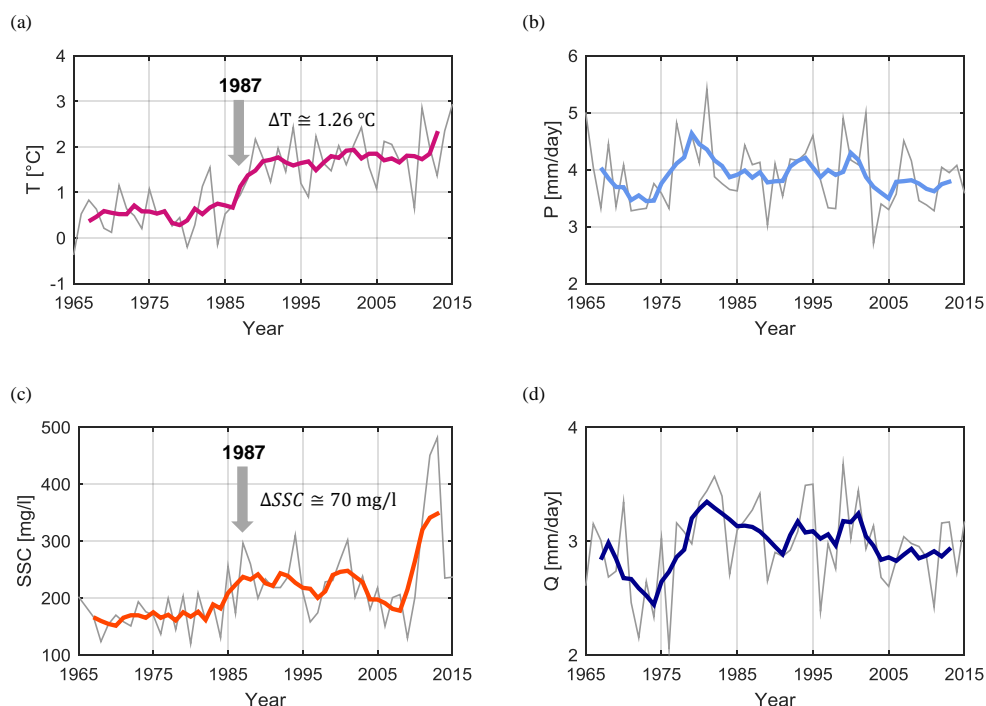 (a)
4
3
2
1
0
-1
T [°C]
1987
ΔT ≅ 1.26 °C
1965 1975 1985 1995 2005 2015
Year
(b)
6
5
4
3
2
P [mm/day]
1965 1975 1985 1995 2005 2015
Year
(c)
500
400
300
200
100
SSC [mg/l]
1987
ΔSSC ≅ 70 mg/l
1965 1975 1985 1995 2005 2015
Year
(d)
4
3
2
Q [mm/day]
1965 1975 1985 1995 2005 2015
Year